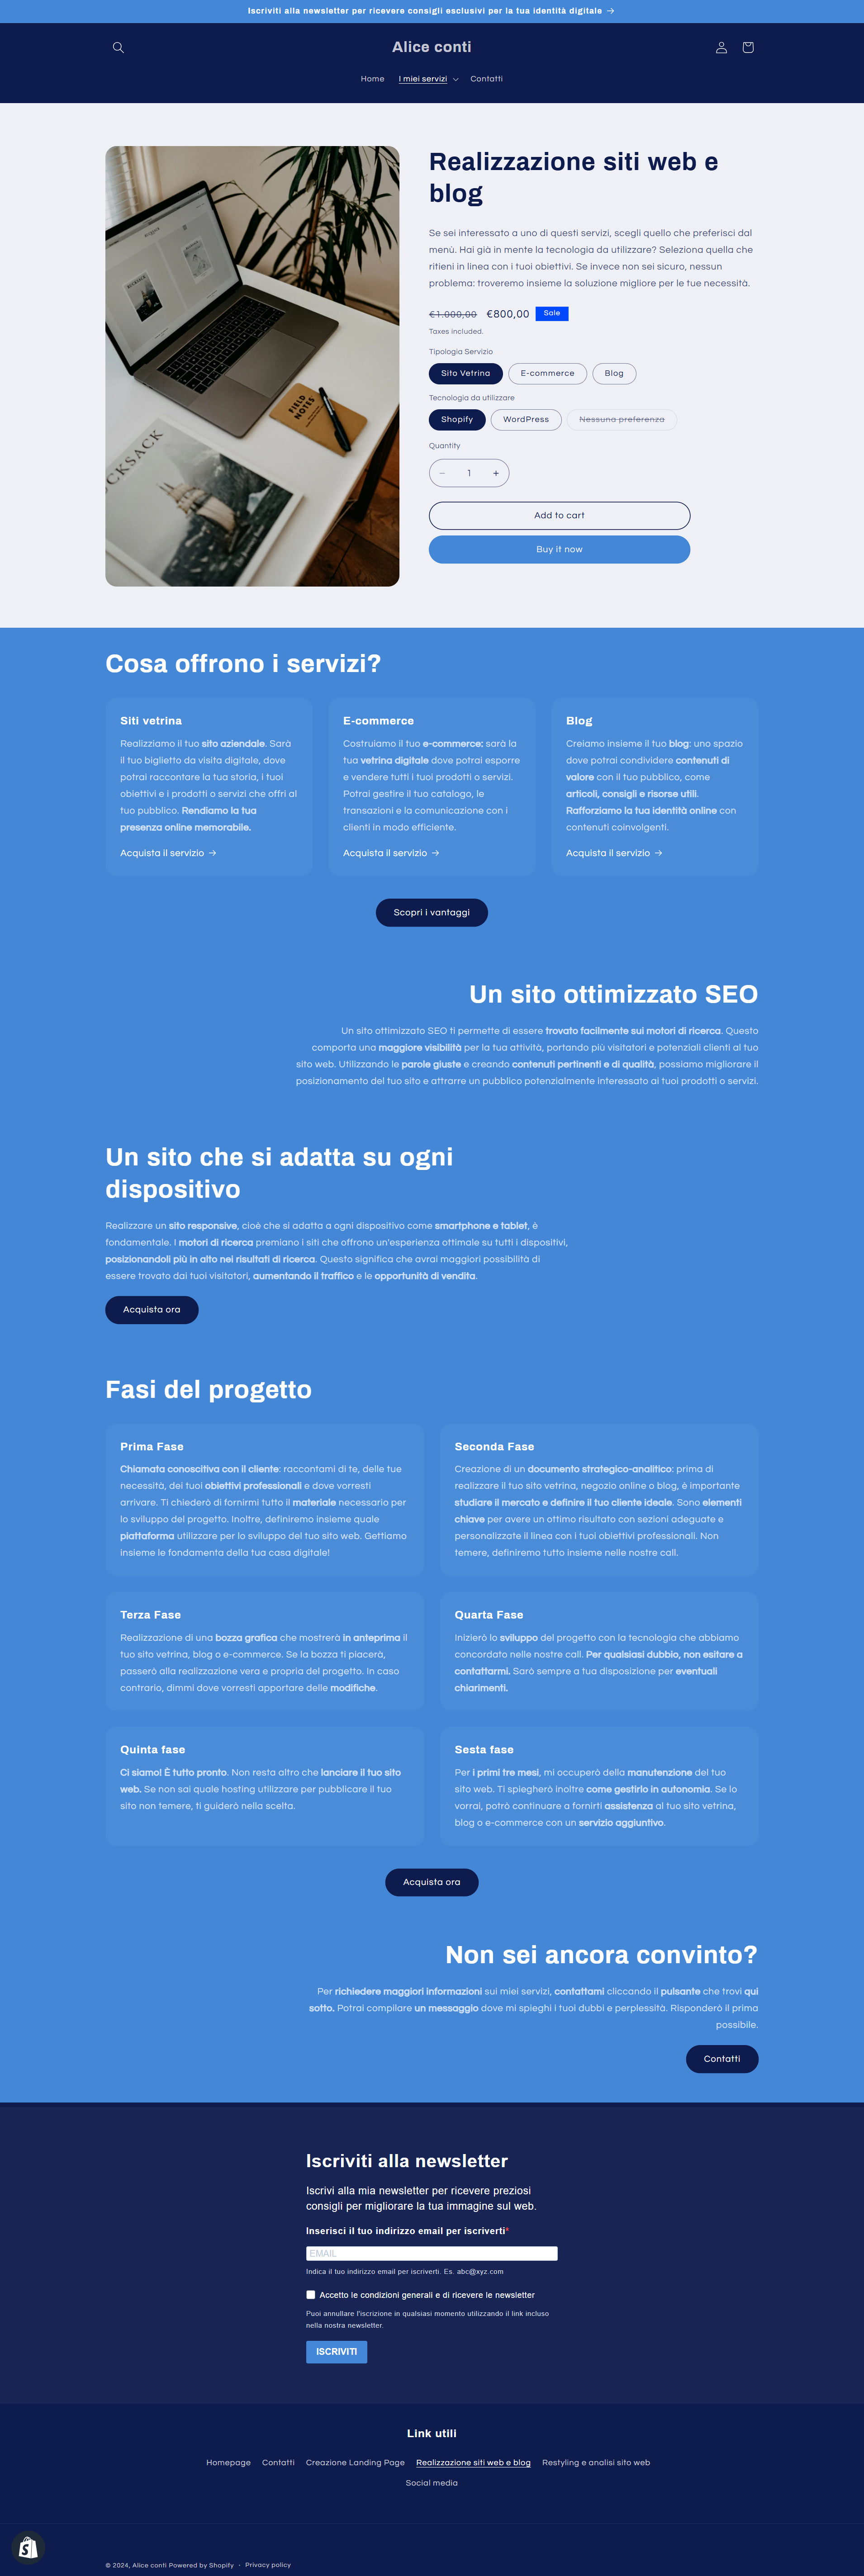 Iscriviti alla newsletter per ricevere consigli esclusivi per la tua identità digitale →
Alice conti
Home
I miei servizi
Contatti
Realizzazione siti web e
blog
Se sei interessato a uno di questi servizi, scegli quello che preferisci dal
menù. Hai già in mente la tecnologia da utilizzare? Seleziona quella che
ritieni in linea con i tuoi obiettivi. Se invece non sei sicuro, nessun
problema: troveremo insieme la soluzione migliore per le tue necessità.
€1.000,00 €800,00 Sale
Taxes included.
Tipologia Servizio
Sito Vetrina E-commerce Blog
Tecnologia da utilizzare
Shopify WordPress Nessuna preferenza
Quantity
− 1 +
Add to cart
Buy it now
FIELD
NOTES
CKSACK
Cosa offrono i servizi?
Siti vetrina
Realizziamo il tuo sito aziendale. Sarà
il tuo biglietto da visita digitale, dove
potrai raccontare la tua storia, i tuoi
obiettivi e i prodotti o servizi che offri al
tuo pubblico. Rendiamo la tua
presenza online memorabile.
Acquista il servizio →
E-commerce
Costruiamo il tuo e-commerce: sarà la
tua vetrina digitale dove potrai esporre
e vendere tutti i tuoi prodotti o servizi.
Potrai gestire il tuo catalogo, le
transazioni e la comunicazione con i
clienti in modo efficiente.
Acquista il servizio →
Blog
Creiamo insieme il tuo blog: uno spazio
dove potrai condividere contenuti di
valore con il tuo pubblico, come
articoli, consigli e risorse utili.
Rafforziamo la tua identità online con
contenuti coinvolgenti.
Acquista il servizio →
Scopri i vantaggi
Un sito ottimizzato SEO
Un sito ottimizzato SEO ti permette di essere trovato facilmente sui motori di ricerca. Questo
comporta una maggiore visibilità per la tua attività, portando più visitatori e potenziali clienti al tuo
sito web. Utilizzando le parole giuste e creando contenuti pertinenti e di qualità, possiamo migliorare il
posizionamento del tuo sito e attrarre un pubblico potenzialmente interessato ai tuoi prodotti o servizi.
Un sito che si adatta su ogni
dispositivo
Realizzare un sito responsive, cioè che si adatta a ogni dispositivo come smartphone e tablet, è
fondamentale. I motori di ricerca premiano i siti che offrono un'esperienza ottimale su tutti i dispositivi,
posizionandoli più in alto nei risultati di ricerca. Questo significa che avrai maggiori possibilità di
essere trovato dai tuoi visitatori, aumentando il traffico e le opportunità di vendita.
Acquista ora
Fasi del progetto
Prima Fase
Chiamata conoscitiva con il cliente: raccontami di te, delle tue
necessità, dei tuoi obiettivi professionali e dove vorresti
arrivare. Ti chiederò di fornirmi tutto il materiale necessario per
lo sviluppo del progetto. Inoltre, definiremo insieme quale
piattaforma utilizzare per lo sviluppo del tuo sito web. Gettiamo
insieme le fondamenta della tua casa digitale!
Seconda Fase
Creazione di un documento strategico-analitico: prima di
realizzare il tuo sito vetrina, negozio online o blog, è importante
studiare il mercato e definire il tuo cliente ideale. Sono elementi
chiave per avere un ottimo risultato con sezioni adeguate e
personalizzate il linea con i tuoi obiettivi professionali. Non
temere, definiremo tutto insieme nelle nostre call.
Terza Fase
Realizzazione di una bozza grafica che mostrerà in anteprima il
tuo sito vetrina, blog o e-commerce. Se la bozza ti piacerà,
passerò alla realizzazione vera e propria del progetto. In caso
contrario, dimmi dove vorresti apportare delle modifiche.
Quarta Fase
Inizierò lo sviluppo del progetto con la tecnologia che abbiamo
concordato nelle nostre call. Per qualsiasi dubbio, non esitare a
contattarmi. Sarò sempre a tua disposizione per eventuali
chiarimenti.
Quinta fase
Ci siamo! È tutto pronto. Non resta altro che lanciare il tuo sito
web. Se non sai quale hosting utilizzare per pubblicare il tuo
sito non temere, ti guiderò nella scelta.
Sesta fase
Per i primi tre mesi, mi occuperò della manutenzione del tuo
sito web. Ti spiegherò inoltre come gestirlo in autonomia. Se lo
vorrai, potrò continuare a fornirti assistenza al tuo sito vetrina,
blog o e-commerce con un servizio aggiuntivo.
Acquista ora
Non sei ancora convinto?
Per richiedere maggiori informazioni sui miei servizi, contattami cliccando il pulsante che trovi qui
sotto. Potrai compilare un messaggio dove mi spieghi i tuoi dubbi e perplessità. Risponderò il prima
possibile.
Contatti
Iscriviti alla newsletter
Iscrivi alla mia newsletter per ricevere preziosi
consigli per migliorare la tua immagine sul web.
Inserisci il tuo indirizzo email per iscriverti*
EMAIL
Indica il tuo indirizzo email per iscriverti. Es. abc@xyz.com
Accetto le condizioni generali e di ricevere le newsletter
Puoi annullare l'iscrizione in qualsiasi momento utilizzando il link incluso
nella nostra newsletter.
ISCRIVITI
Link utili
Homepage Contatti Creazione Landing Page Realizzazione siti web e blog Restyling e analisi sito web
Social media
© 2024, Alice conti Powered by Shopify · Privacy policy